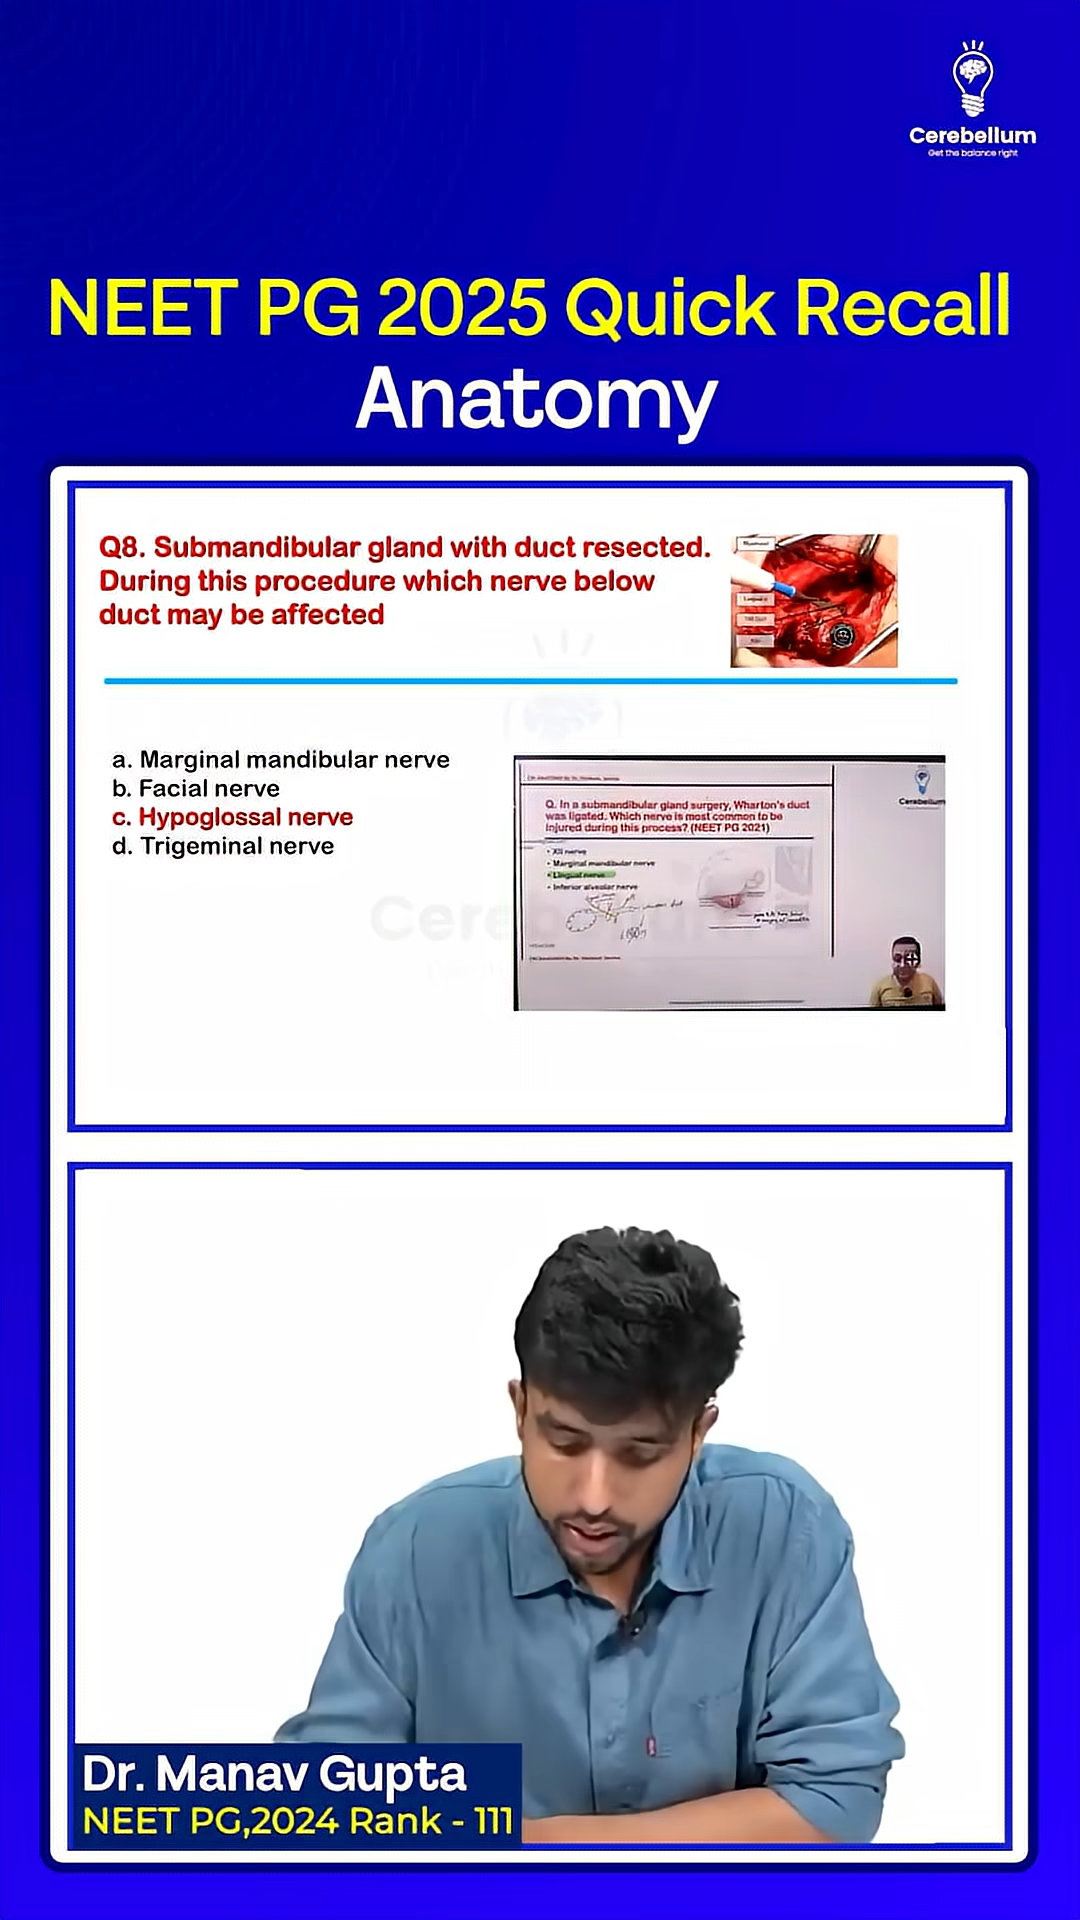 Cerebellum
Get the balance right
NEET PG 2025 Quick Recall
Anatomy
Q8. Submandibular gland with duct resected.
During this procedure which nerve below
duct may be affected
a. Marginal mandibular nerve
b. Facial nerve
c. Hypoglossal nerve
d. Trigeminal nerve
Cerebellum
Q. In a submandibular gland surgery, Wharton's duct
was ligated. Which nerve is most common to be
injured during this process? (NEET PG 2021)
• XII nerve
• Marginal mandibular nerve
• Lingual nerve
• Inferior alveolar nerve
Dr. Manav Gupta
NEET PG,2024 Rank - 111